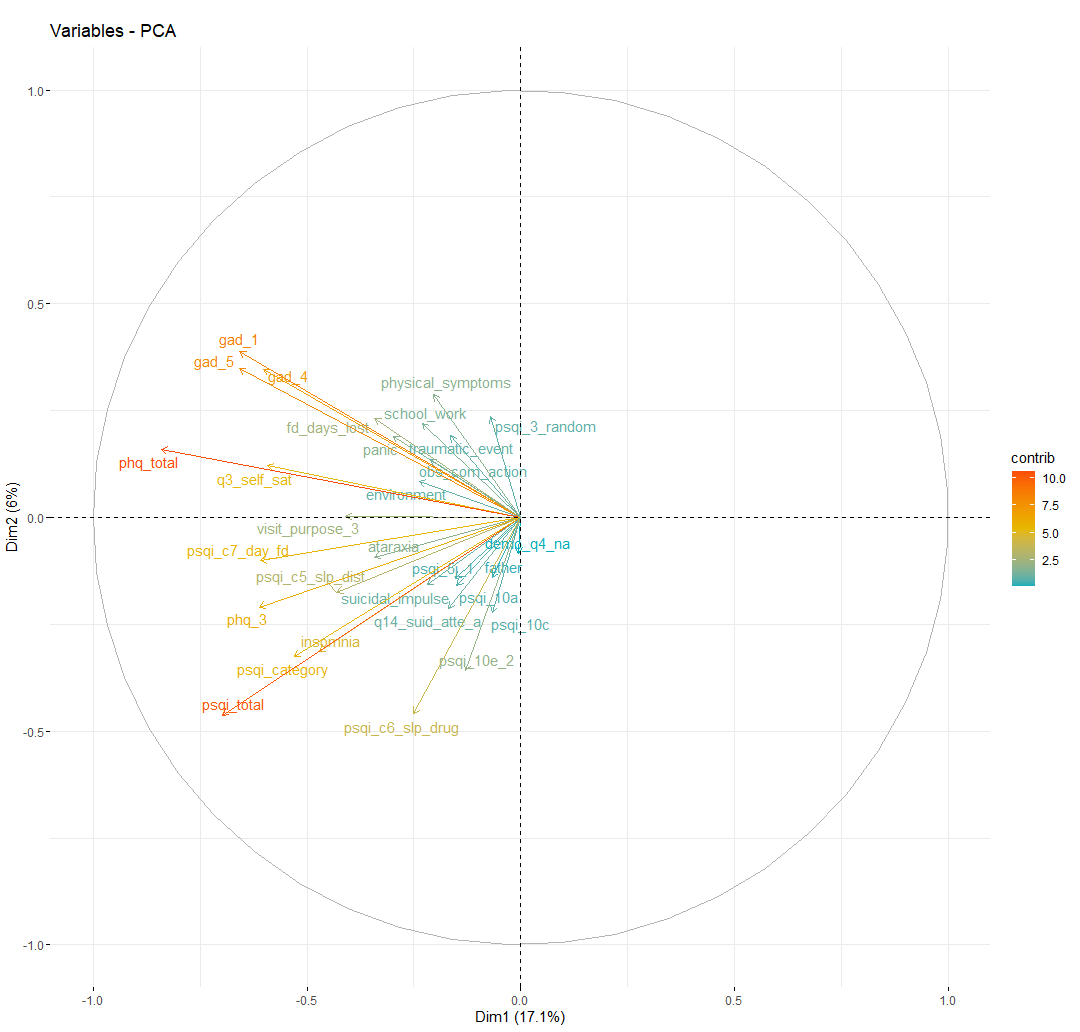 Variables - PCA
1.0
gad_1
gad_5
gad_4
physical_symptoms
school_work
fd_days_lost
psqi_3_random
panic
traumatic_event
phq_total
obs_com_action
q3_self_sat
environment
0.5
0.0
-0.5
-1.0
Dim2 (6%)
visit_purpose_3
demp_q4_na
ataraxia
psqi_c7_day_fd
psqi_5j_1
father
psqi_c5_slp_dist
suicidal_impulse
psqi_10a
phq_3
q14_suid_atte_a
psqi_10c
insomnia
psqi_category
psqi_10e_2
psqi_total
psqi_c6_slp_drug
contrib
10.0
7.5
5.0
2.5
-1.0
-0.5
0.0
0.5
1.0
Dim1 (17.1%)